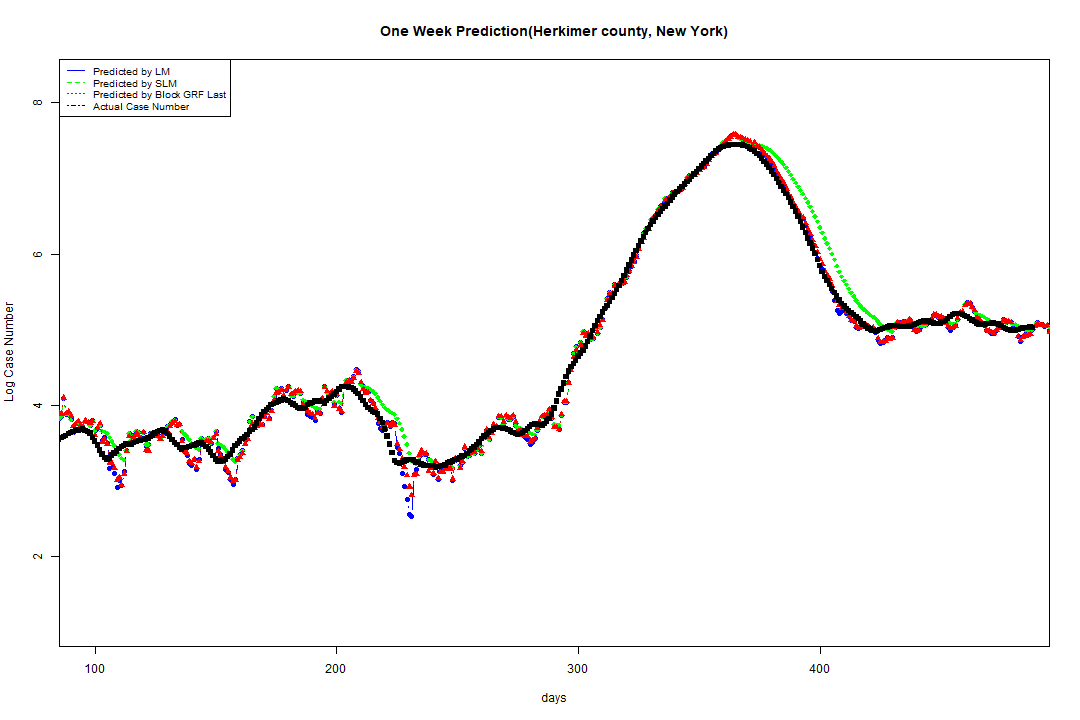 One Week Prediction(Herkimer county, New York)
Predicted by LM
Predicted by SLM
Predicted by Block GRF Last
Actual Case Number
8
6
4
2
Log Case Number
100 200 300 400
days